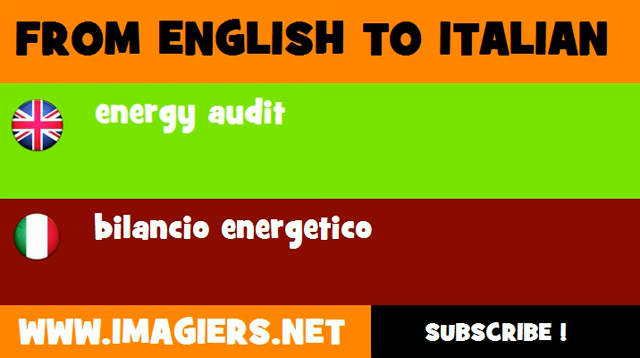 FROM ENGLISH TO ITALIAN
energy audit
bilancio energetico
WWW.IMAGIERS.NET
SUBSCRIBE !